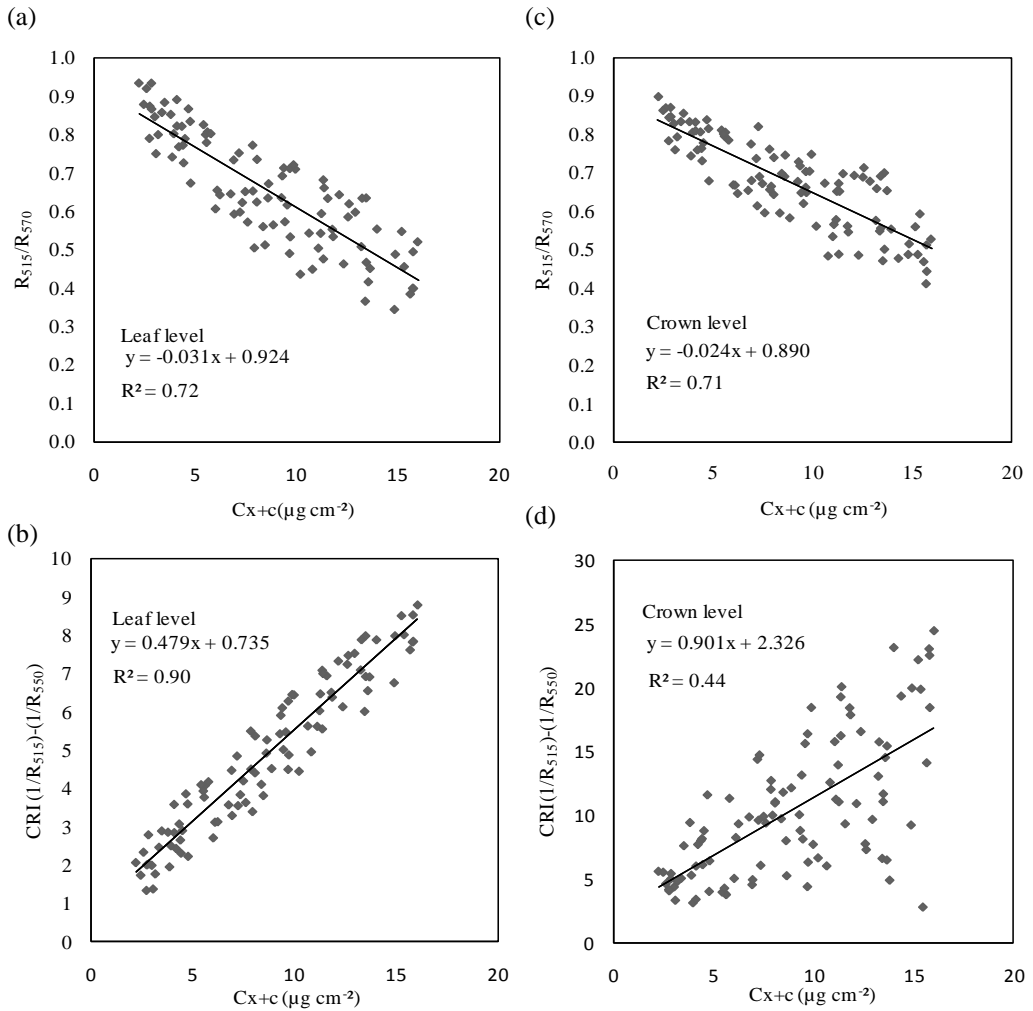 (a)
1.0
0.9
0.8
0.7
0.6
0.5
0.4
0.3
0.2
0.1
0.0
R515/R570
Leaf level
y = -0.031x + 0.924
R² = 0.72
0 5 10 15 20
Cx+c (µg cm-²)
(c)
1.0
0.9
0.8
0.7
0.6
0.5
0.4
0.3
0.2
0.1
0.0
R515/R570
Crown level
y = -0.024x + 0.890
R² = 0.71
0 5 10 15 20
Cx+c (µg cm-²)
(b)
10
9
8
7
6
5
4
3
2
1
0
CRI (1/R515)-(1/R550)
Leaf level
y = 0.479x + 0.735
R² = 0.90
0 5 10 15 20
Cx+c (µg cm-²)
(d)
30
25
20
15
10
5
0
CRI (1/R515)-(1/R550)
Crown level
y = 0.901x + 2.326
R² = 0.44
0 5 10 15 20
Cx+c (µg cm-²)